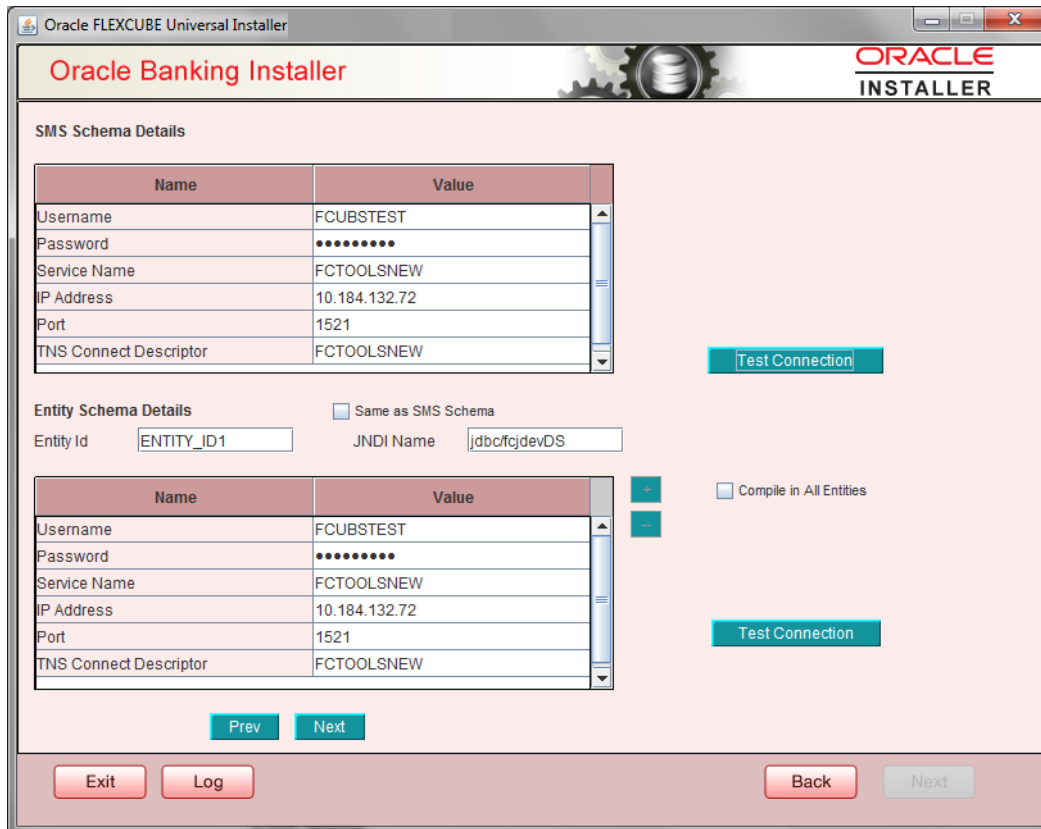 Oracle FLEXCUBE Universal Installer
Oracle Banking Installer
ORACLE
INSTALLER
SMS Schema Details
Name Value
Username FCUBSTEST
Password •••••••••
Service Name FCTOOLSNEW
IP Address 10.184.132.72
Port 1521
TNS Connect Descriptor FCTOOLSNEW
Test Connection
Entity Schema Details Same as SMS Schema
Entity Id ENTITY_ID1 JNDI Name jdbc/fcjdevDS
Name Value
+ Compile in All Entities
Username FCUBSTEST
--
Password •••••••••
Service Name FCTOOLSNEW
IP Address 10.184.132.72
Port 1521
Test Connection
TNS Connect Descriptor FCTOOLSNEW
Prev Next
Exit Log Back Next